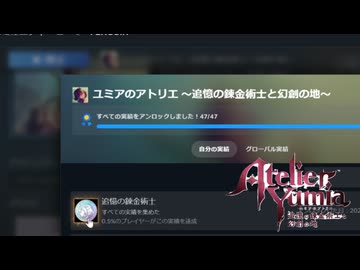 ユミアのアトリエ ～追憶の錬金術士と幻創の地～
すべての実績をアンロックしました！47/47
自分の実績
グローバル実績
追憶の錬金術士
すべての実績を集めた
0.5%のプレイヤーがこの実績を達成
Atelier
Yumia